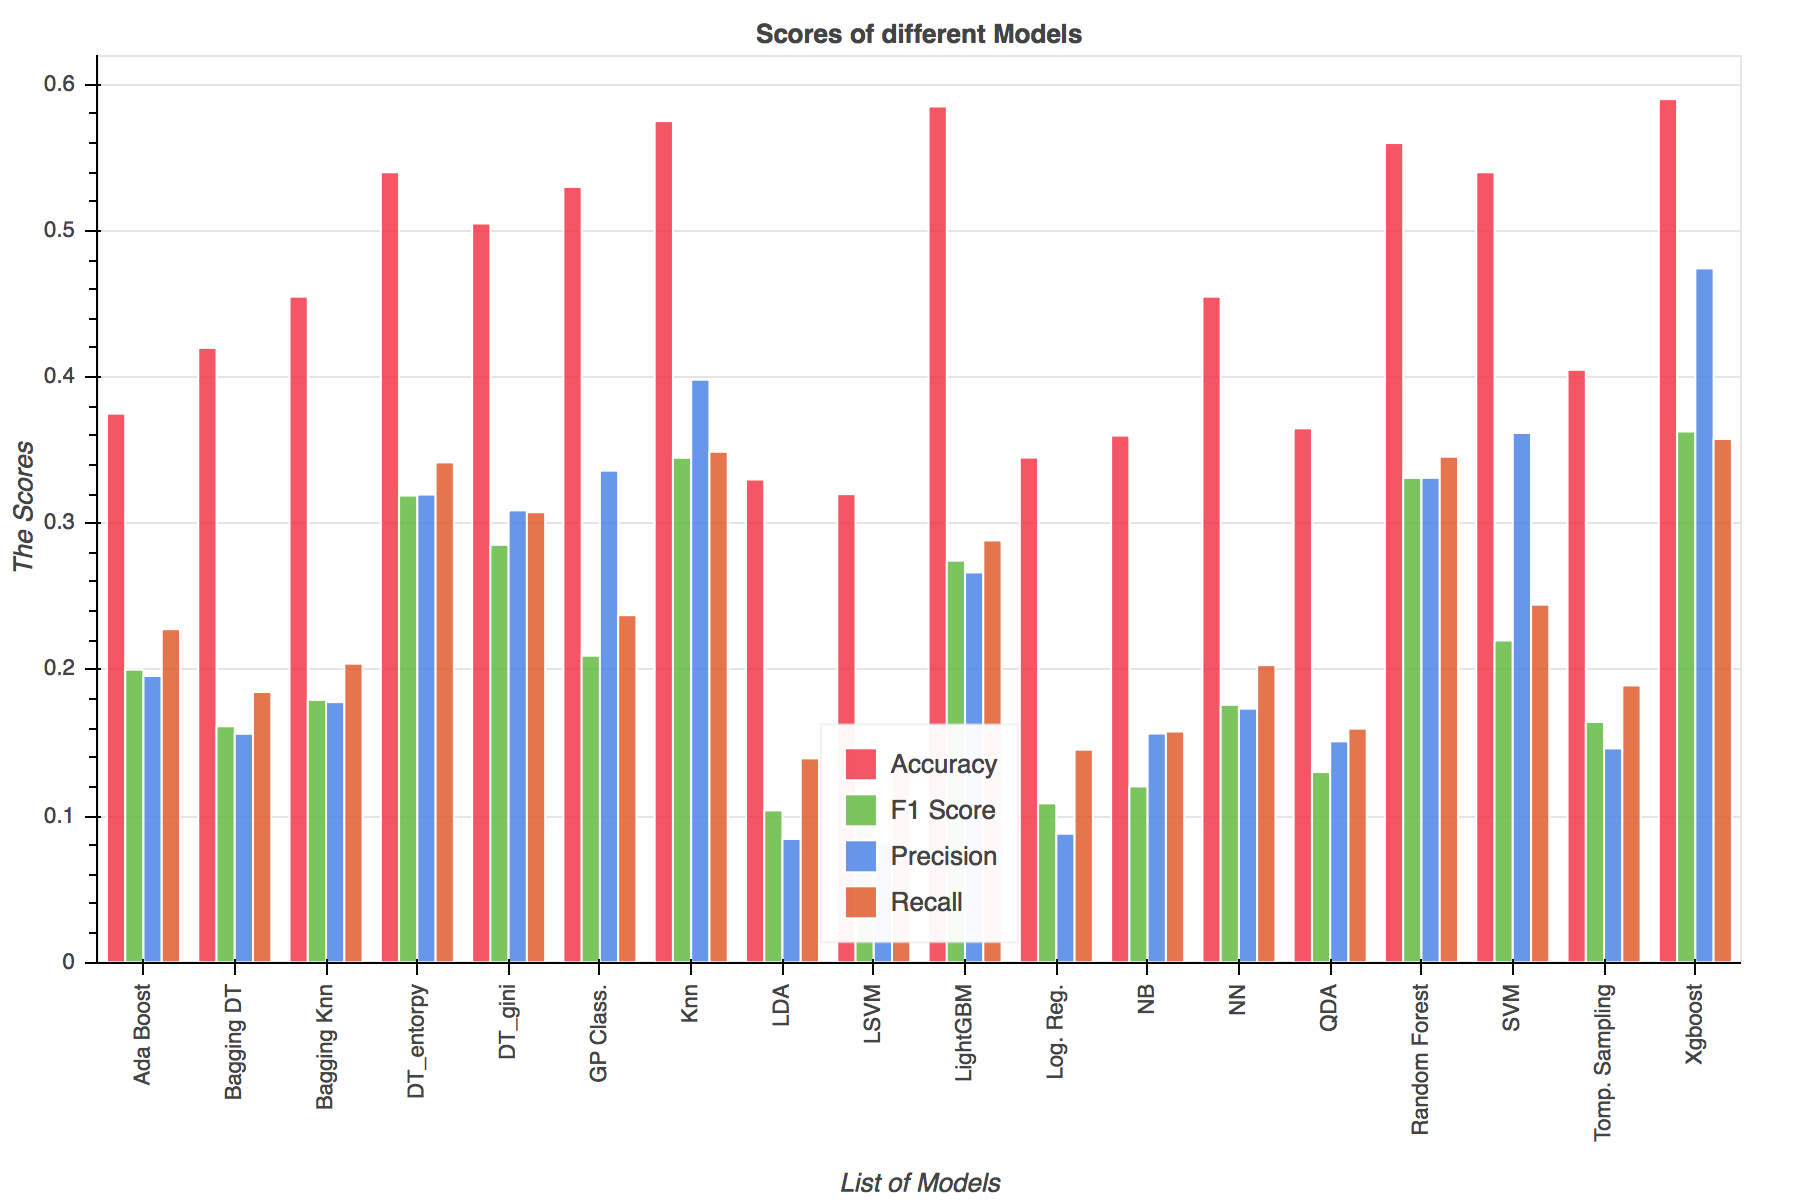 Scores of different Models
The Scores
0.6
0.5
0.4
0.3
0.2
0.1
0
Accuracy
F1 Score
Precision
Recall
Ada Boost
Bagging DT
Bagging Knn
DT_entorpy
DT_gini
GP Class.
Knn
LDA
LSVM
LightGBM
Log. Reg.
NB
NN
QDA
Random Forest
SVM
Tomp. Sampling
Xgboost
List of Models